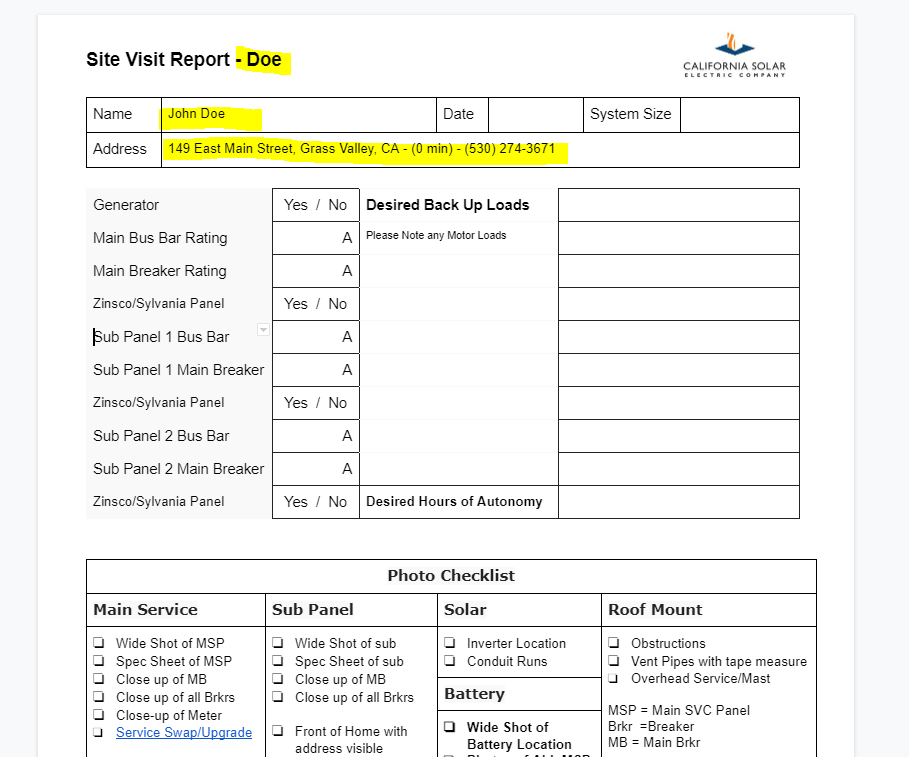 Site Visit Report - Doe
CALIFORNIA SOLAR
ELECTRIC COMPANY
Name John Doe Date System Size
Address 149 East Main Street, Grass Valley, CA - (0 min) - (530) 274-3671
Generator Yes / No Desired Back Up Loads
Main Bus Bar Rating A Please Note any Motor Loads
Main Breaker Rating A
Zinsco/Sylvania Panel Yes / No
Sub Panel 1 Bus Bar A
Sub Panel 1 Main Breaker A
Zinsco/Sylvania Panel Yes / No
Sub Panel 2 Bus Bar A
Sub Panel 2 Main Breaker A
Zinsco/Sylvania Panel Yes / No Desired Hours of Autonomy
Photo Checklist
Main Service
Wide Shot of MSP
Spec Sheet of MSP
Close up of MB
Close up of all Brkrs
Close-up of Meter
Service Swap/Upgrade
Sub Panel
Wide Shot of sub
Spec Sheet of sub
Close up of MB
Close up of all Brkrs
Front of Home with
address visible
Solar
Inverter Location
Conduit Runs
Battery
Wide Shot of
Battery Location
Roof Mount
Obstructions
Vent Pipes with tape measure
Overhead Service/Mast
MSP = Main SVC Panel
Brkr =Breaker
MB = Main Brkr